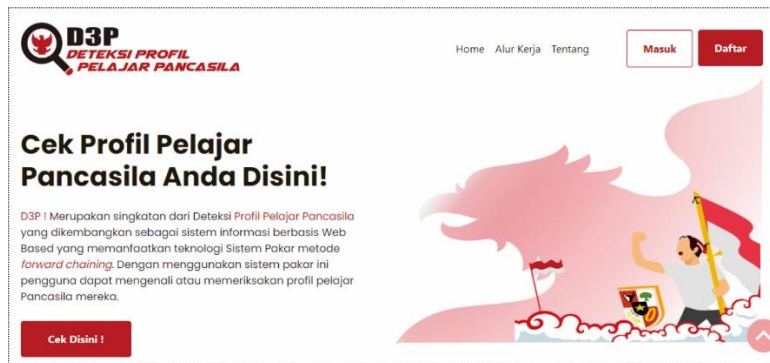 D3P
DETEKSI PROFIL
PELAJAR PANCASILA
Home Alur Kerja Tentang
Masuk
Daftar
Cek Profil Pelajar
Pancasila Anda Disini!
D3P ! Merupakan singkatan dari Deteksi Profil Pelajar Pancasila
yang dikembangkan sebagai sistem informasi berbasis Web
Based yang memanfaatkan teknologi Sistem Pakar metode
forward chaining. Dengan menggunakan sistem pakar ini
pengguna dapat mengenali atau memeriksakan profil pelajar
Pancasila mereka.
Cek Disini !